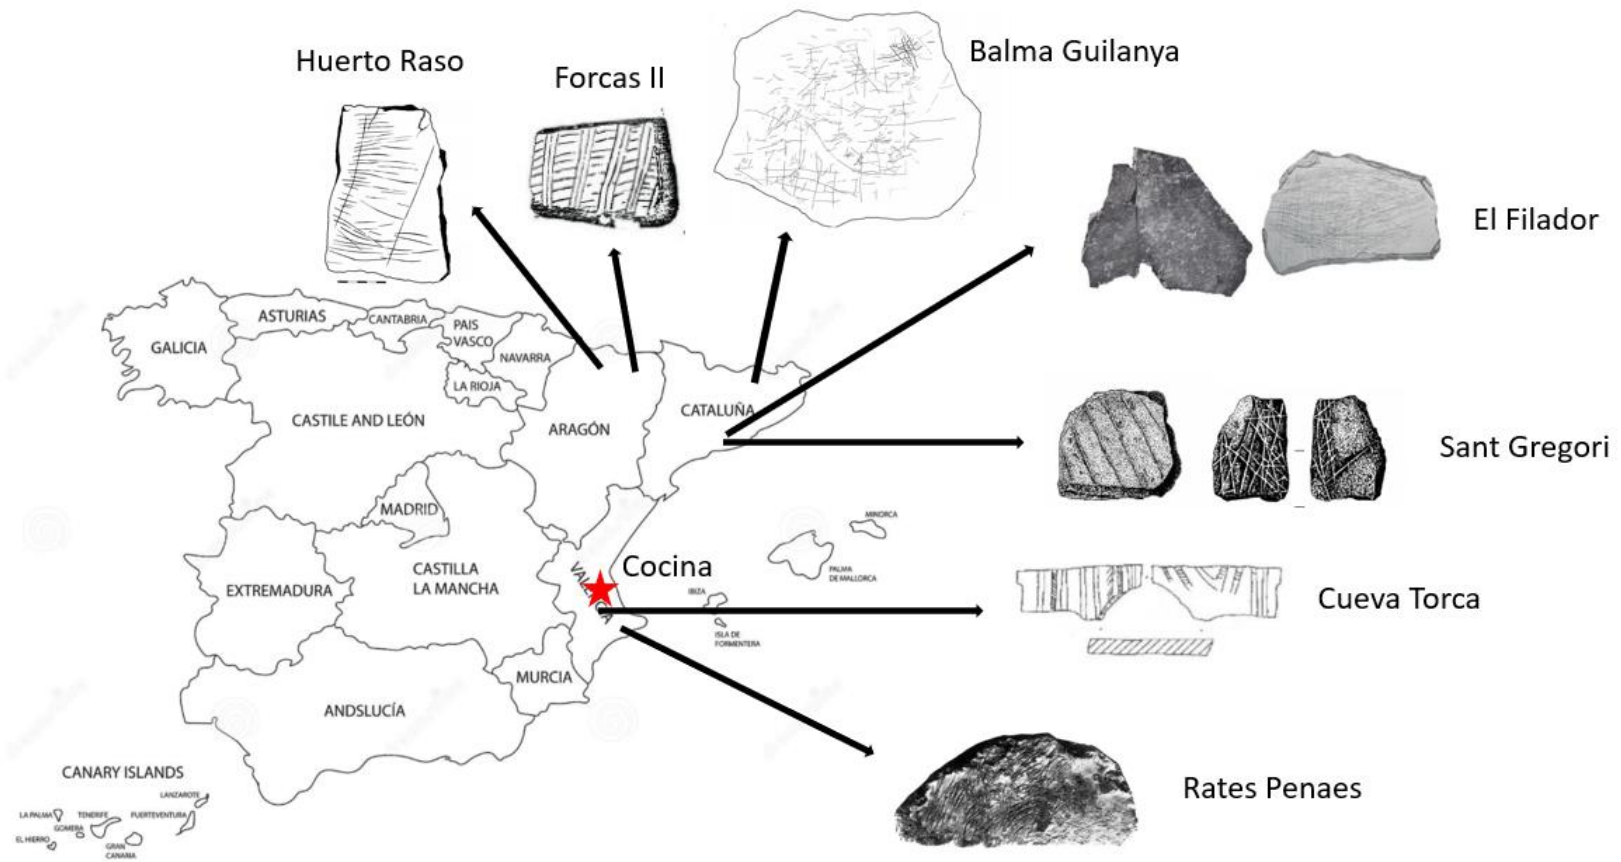 Huerto Raso
Forcas II
Balma Guilanya
El Filador
Sant Gregori
Cueva Torca
Rates Penaes
Cocina
GALICIA
ASTURIAS
CANTABRIA
PAIS
VASCO
NAVARRA
LA RIOJA
CASTILE AND LEÓN
ARAGÓN
CATALUÑA
MADRID
EXTREMADURA
CASTILLA
LA MANCHA
MINORCA
PALMA
DE MALLORCA
IBIZA
ISLA DE
FORMENTERA
MURCIA
ANDSLUCÍA
CANARY ISLANDS
LANZAROTE
LA PALMA
TENERIFE
FUERTEVENTURA
GOMERA
EL HIERRO
GRAN
CANARIA